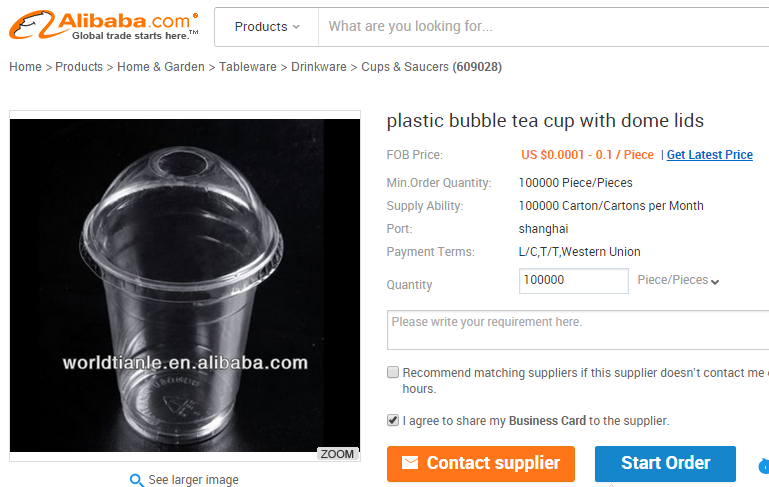 Alibaba.com®
Global trade starts here.™
Products
What are you looking for...
Home > Products > Home & Garden > Tableware > Drinkware > Cups & Saucers (609028)
plastic bubble tea cup with dome lids
FOB Price: US $0.0001 - 0.1 / Piece | Get Latest Price
Min.Order Quantity: 100000 Piece/Pieces
Supply Ability: 100000 Carton/Cartons per Month
Port: shanghai
Payment Terms: L/C,T/T,Western Union
Quantity 100000 Piece/Pieces
Please write your requirement here.
Recommend matching suppliers if this supplier doesn't contact me
hours.
I agree to share my Business Card to the supplier.
Contact supplier Start Order
worldtianle.en.alibaba.com
ZOOM
See larger image